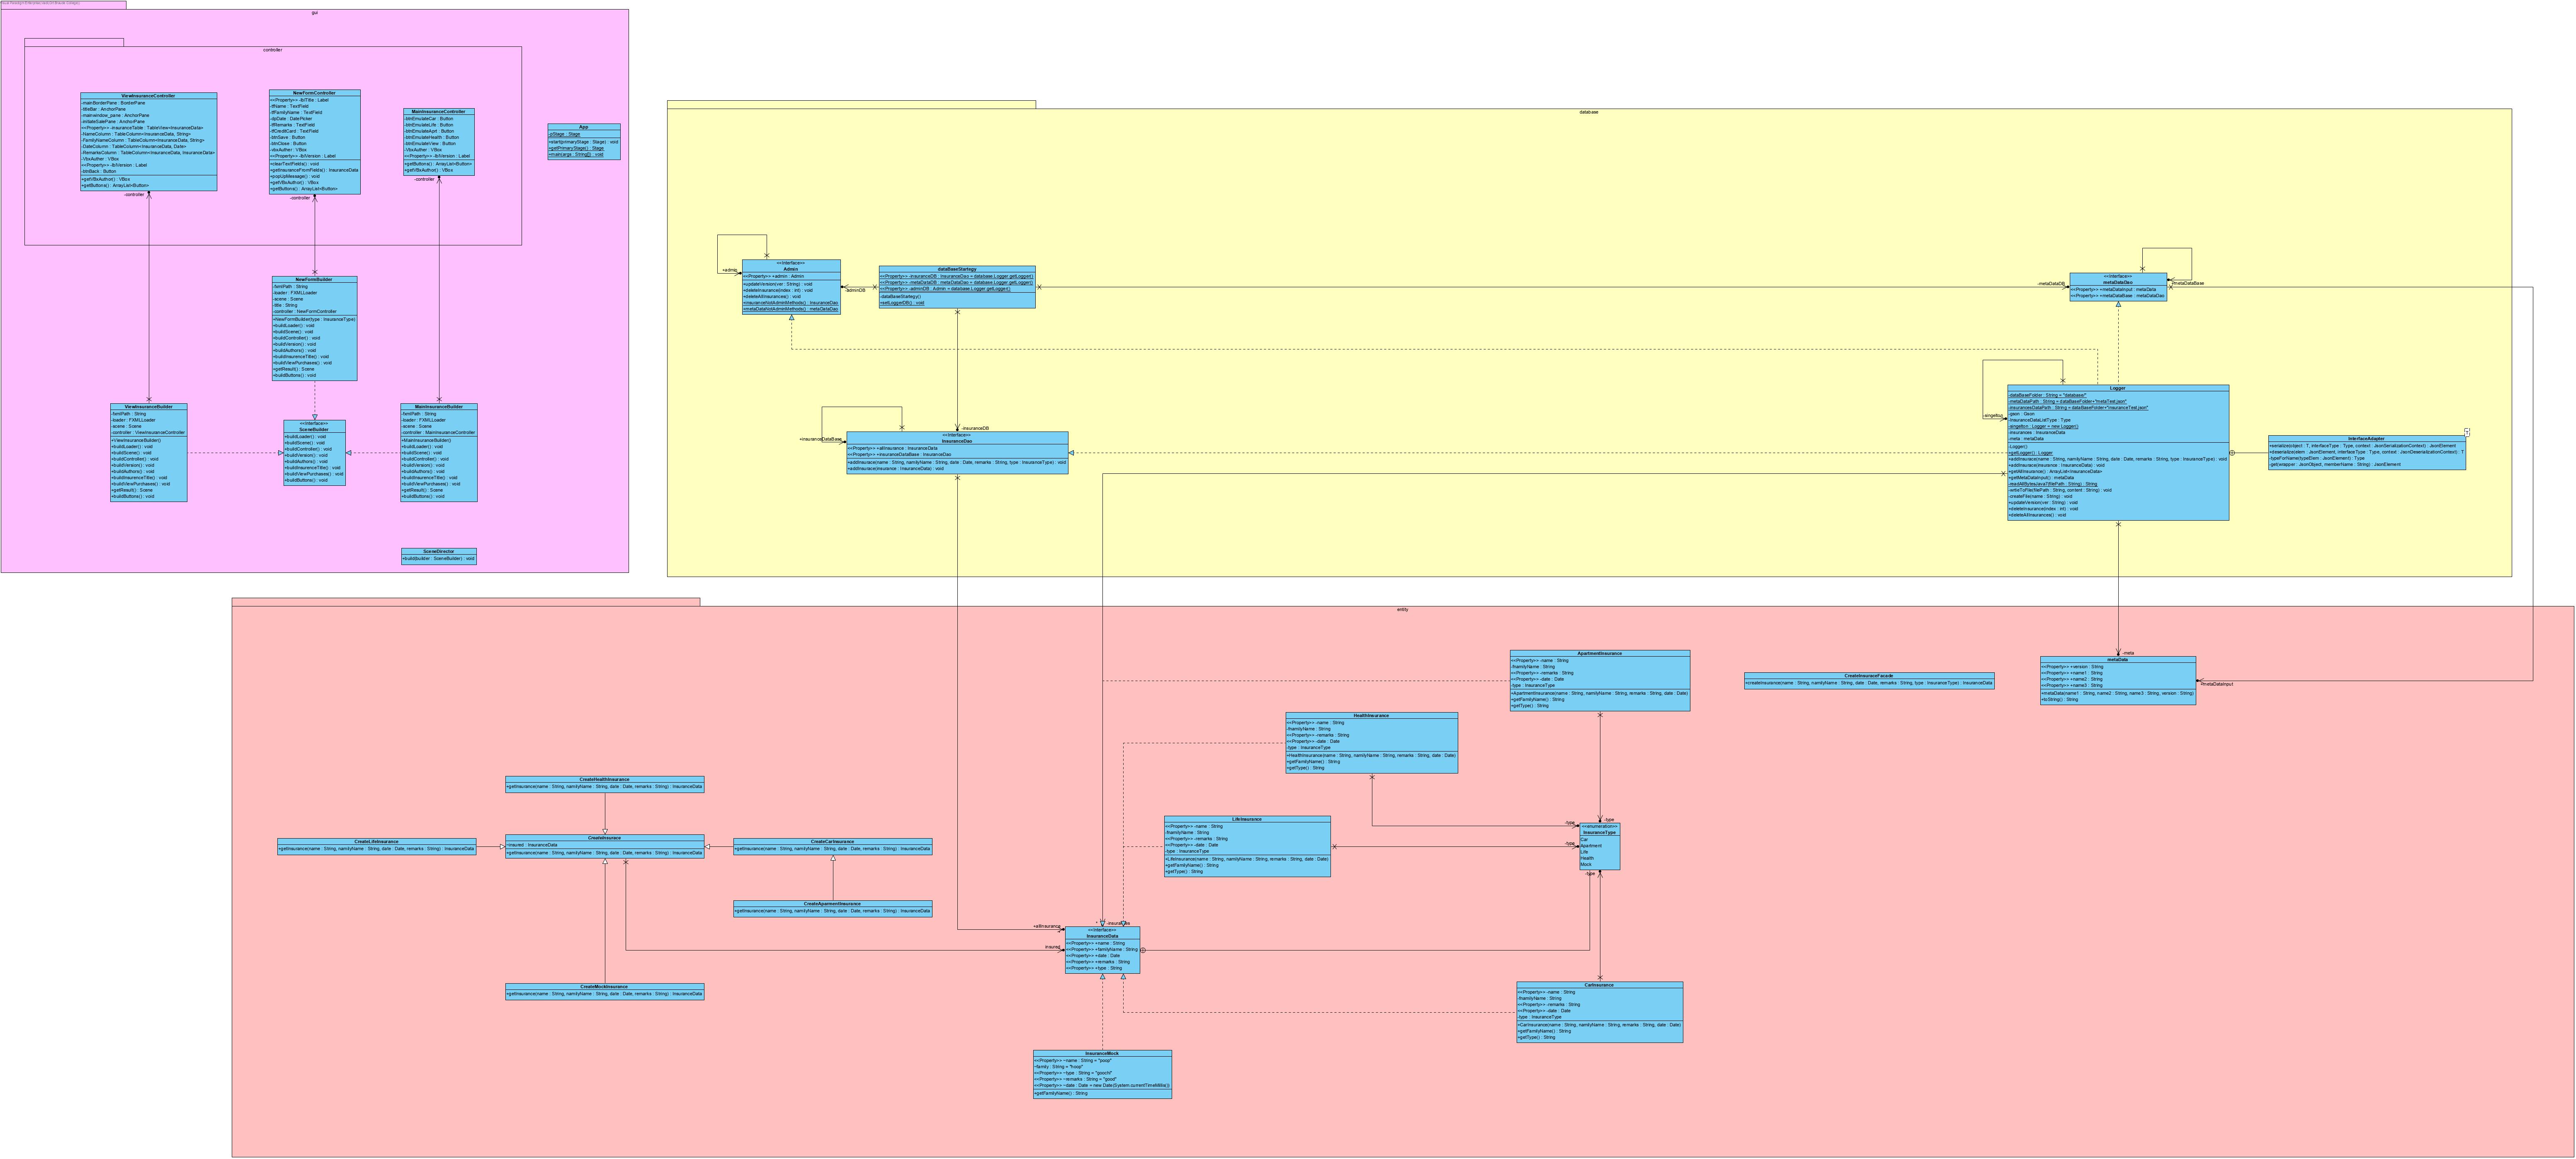 gui
controller
ViewInsuranceController
-mainBorderPane : BorderPane
-titleBar : AnchorPane
-mainwindow_pane : AnchorPane
-initiateSalePane : AnchorPane
<<Property>> -insuranceTable : TableView<InsuranceData>
-NameColumn : TableColumn<InsuranceData, String>
-FamilyNameColumn : TableColumn<InsuranceData, String>
-DateColumn : TableColumn<InsuranceData, Date>
-RemarksColumn : TableColumn<InsuranceData, InsuranceData>
-VbxAuther : VBox
<<Property>> -lblVersion : Label
-btnBack : Button
+getVBxAuthor() : VBox
+getButtons() : ArrayList<Button>
-controller
NewFormController
<<Property>> -lblTitle : Label
-tfName : TextField
-tfFamilyName : TextField
-dpDate : DatePicker
-tfRemarks : TextField
-tfCreditCard : TextField
-btnSave : Button
-btnClose : Button
-vbxAuther : VBox
<<Property>> -lblVersion : Label
+clearTextFields() : void
+getInsuranceFromFields() : InsuranceData
+popUpMessage() : void
+getVBxAuthor() : VBox
+getButtons() : ArrayList<Button>
-controller
MainInsuranceController
-btnEmulateCar : Button
-btnEmulateLife : Button
-btnEmulateAprt : Button
-btnEmulateHealth : Button
-btnEmulateView : Button
-VbxAuther : VBox
<<Property>> -lblVersion : Label
+getButtons() : ArrayList<Button>
+getVBxAuthor() : VBox
-controller
App
-pStage : Stage
+start(primaryStage : Stage) : void
+getPrimaryStage() : Stage
+main(args : String[]) : void
NewFormBuilder
-fxmlPath : String
-loader : FXMLLoader
-scene : Scene
-title : String
-controller : NewFormController
+NewFormBuilder(type : InsuranceType)
+buildLoader() : void
+buildScene() : void
+buildController() : void
+buildVersion() : void
+buildAuthors() : void
+buildInsurenceTitle() : void
+buildViewPurchases() : void
+getResult() : Scene
+buildButtons() : void
ViewInsuranceBuilder
-fxmlPath : String
-loader : FXMLLoader
-scene : Scene
-controller : ViewInsuranceController
+ViewInsuranceBuilder()
+buildLoader() : void
+buildScene() : void
+buildController() : void
+buildVersion() : void
+buildAuthors() : void
+buildInsurenceTitle() : void
+buildViewPurchases() : void
+getResult() : Scene
+buildButtons() : void
<<Interface>>
SceneBuilder
+buildLoader() : void
+buildScene() : void
+buildController() : void
+buildVersion() : void
+buildAuthors() : void
+buildInsurenceTitle() : void
+buildViewPurchases() : void
+buildButtons() : void
MainInsuranceBuilder
-fxmlPath : String
-loader : FXMLLoader
-scene : Scene
-controller : MainInsuranceController
+MainInsuranceBuilder()
+buildLoader() : void
+buildScene() : void
+buildController() : void
+buildVersion() : void
+buildAuthors() : void
+buildInsurenceTitle() : void
+buildViewPurchases() : void
+getResult() : Scene
+buildButtons() : void
SceneDirector
+build(builder : SceneBuilder) : void
database
+admin
<<Interface>>
Admin
<<Property>> +admin : Admin
+updateVersion(ver : String) : void
+deleteInsurance(index : int) : void
+deleteAllInsurances() : void
+insuranceNotAdminMethods() : InsuranceDao
+metaDataNotAdminMethods() : metaDataDao
-adminDB
dataBaseStartegy
<<Property>> -insuranceDB : InsuranceDao = database.Logger.getLogger()
<<Property>> -metaDataDB : metaDataDao = database.Logger.getLogger()
<<Property>> -adminDB : Admin = database.Logger.getLogger()
-dataBaseStartegy()
+setLoggerDB() : void
-metaDataDB
<<Interface>>
metaDataDao
<<Property>> +metaDataInput : metaData
<<Property>> +metaDataBase : metaDataDao
+metaDataBase
-insuranceDB
+insuranceDataBase
<<Interface>>
InsuranceDao
<<Property>> +allInsurance : InsuranceData
<<Property>> +insuranceDataBase : InsuranceDao
+addInsurace(name : String, namilyName : String, date : Date, remarks : String, type : InsuranceType) : void
+addInsurace(insurance : InsuranceData) : void
-singelton
Logger
-dataBaseFolder : String = "database/"
-metaDataPath : String = dataBaseFolder+"metaTest.json"
-insurancesDataPath : String = dataBaseFolder+"insuranceTest.json"
-gson : Gson
-insuranceDataListType : Type
-singelton : Logger = new Logger()
-insurances : InsuranceData
-meta : metaData
-Logger()
+getLogger() : Logger
+addInsurace(name : String, namilyName : String, date : Date, remarks : String, type : InsuranceType) : void
+addInsurace(insurance : InsuranceData) : void
+getAllInsurance() : ArrayList<InsuranceData>
+getMetaDataInput() : metaData
-readAllBytesJava7(filePath : String) : String
-writeToFile(filePath : String, content : String) : void
-createFile(name : String) : void
+updateVersion(ver : String) : void
+deleteInsurance(index : int) : void
+deleteAllInsurances() : void
InterfaceAdapter
+serialize(object : T, interfaceType : Type, context : JsonSerializationContext) : JsonElement
+deserialize(elem : JsonElement, interfaceType : Type, context : JsonDeserializationContext) : T
-typeForName(typeElem : JsonElement) : Type
-get(wrapper : JsonObject, memberName : String) : JsonElement
T
entity
-meta
metaData
<<Property>> +version : String
<<Property>> +name1 : String
<<Property>> +name2 : String
<<Property>> +name3 : String
+metaData(name1 : String, name2 : String, name3 : String, version : String)
+toString() : String
+metaDataInput
CreateInsuraceFacade
+createInsurance(name : String, namilyName : String, date : Date, remarks : String, type : InsuranceType) : InsuranceData
ApartmentInsurance
<<Property>> -name : String
-fnamilyName : String
<<Property>> -remarks : String
<<Property>> -date : Date
-type : InsuranceType
+ApartmentInsurance(name : String, namilyName : String, remarks : String, date : Date)
+getFamilyName() : String
+getType() : String
HealthInsurance
<<Property>> -name : String
-fnamilyName : String
<<Property>> -remarks : String
<<Property>> -date : Date
-type : InsuranceType
+HealthInsurance(name : String, namilyName : String, remarks : String, date : Date)
+getFamilyName() : String
+getType() : String
LifeInsurance
<<Property>> -name : String
-fnamilyName : String
<<Property>> -remarks : String
<<Property>> -date : Date
-type : InsuranceType
+LifeInsurance(name : String, namilyName : String, remarks : String, date : Date)
+getFamilyName() : String
+getType() : String
-type
-type
-type
<<enumeration>>
InsuranceType
Car
Apartment
Life
Health
Mock
-type
CreateHealthInsurance
+getInsurance(name : String, namilyName : String, date : Date, remarks : String) : InsuranceData
CreateLifeInsurance
+getInsurance(name : String, namilyName : String, date : Date, remarks : String) : InsuranceData
CreateInsurace
~insured : InsuranceData
+getInsurance(name : String, namilyName : String, date : Date, remarks : String) : InsuranceData
CreateCarInsurance
+getInsurance(name : String, namilyName : String, date : Date, remarks : String) : InsuranceData
CreateAparmentInsurance
+getInsurance(name : String, namilyName : String, date : Date, remarks : String) : InsuranceData
CreateMockInsurance
+getInsurance(name : String, namilyName : String, date : Date, remarks : String) : InsuranceData
+allInsurance
insured
* -insurances
<<Interface>>
InsuranceData
<<Property>> +name : String
<<Property>> +familyName : String
<<Property>> +date : Date
<<Property>> +remarks : String
<<Property>> +type : String
CarInsurance
<<Property>> -name : String
-fnamilyName : String
<<Property>> -remarks : String
<<Property>> -date : Date
-type : InsuranceType
+CarInsurance(name : String, namilyName : String, remarks : String, date : Date)
+getFamilyName() : String
+getType() : String
InsuranceMock
<<Property>> ~name : String = "poop"
~family : String = "hoop"
<<Property>> ~type : String = "goochi"
<<Property>> ~remarks : String = "good"
<<Property>> ~date : Date = new Date(System.currentTimeMillis())
+getFamilyName() : String